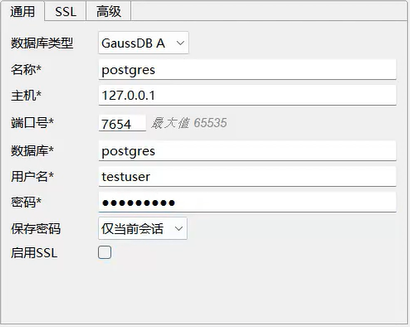 通用 SSL 高级
数据库类型 GaussDB A
名称* postgres
主机* 127.0.0.1
端口号* 7654 最大值 65535
数据库* postgres
用户名* testuser
密码* ●●●●●●●●●
保存密码 仅当前会话
启用SSL